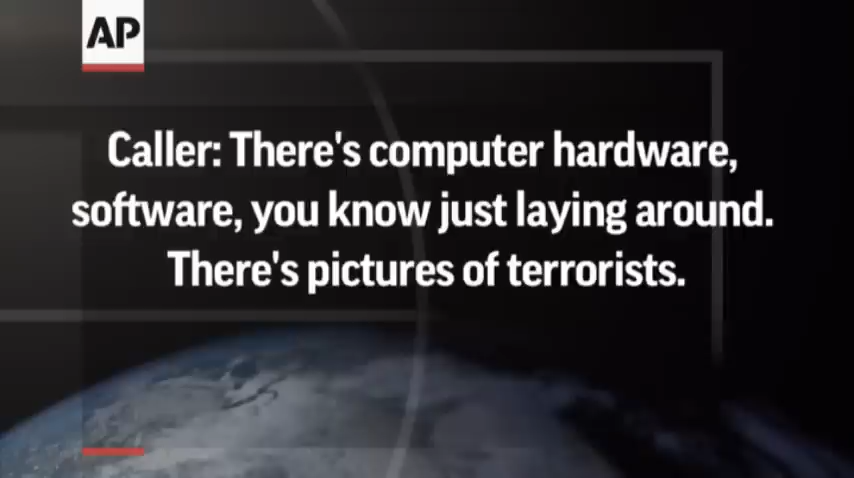 AP
Caller: There's computer hardware,
software, you know just laying around.
There's pictures of terrorists.